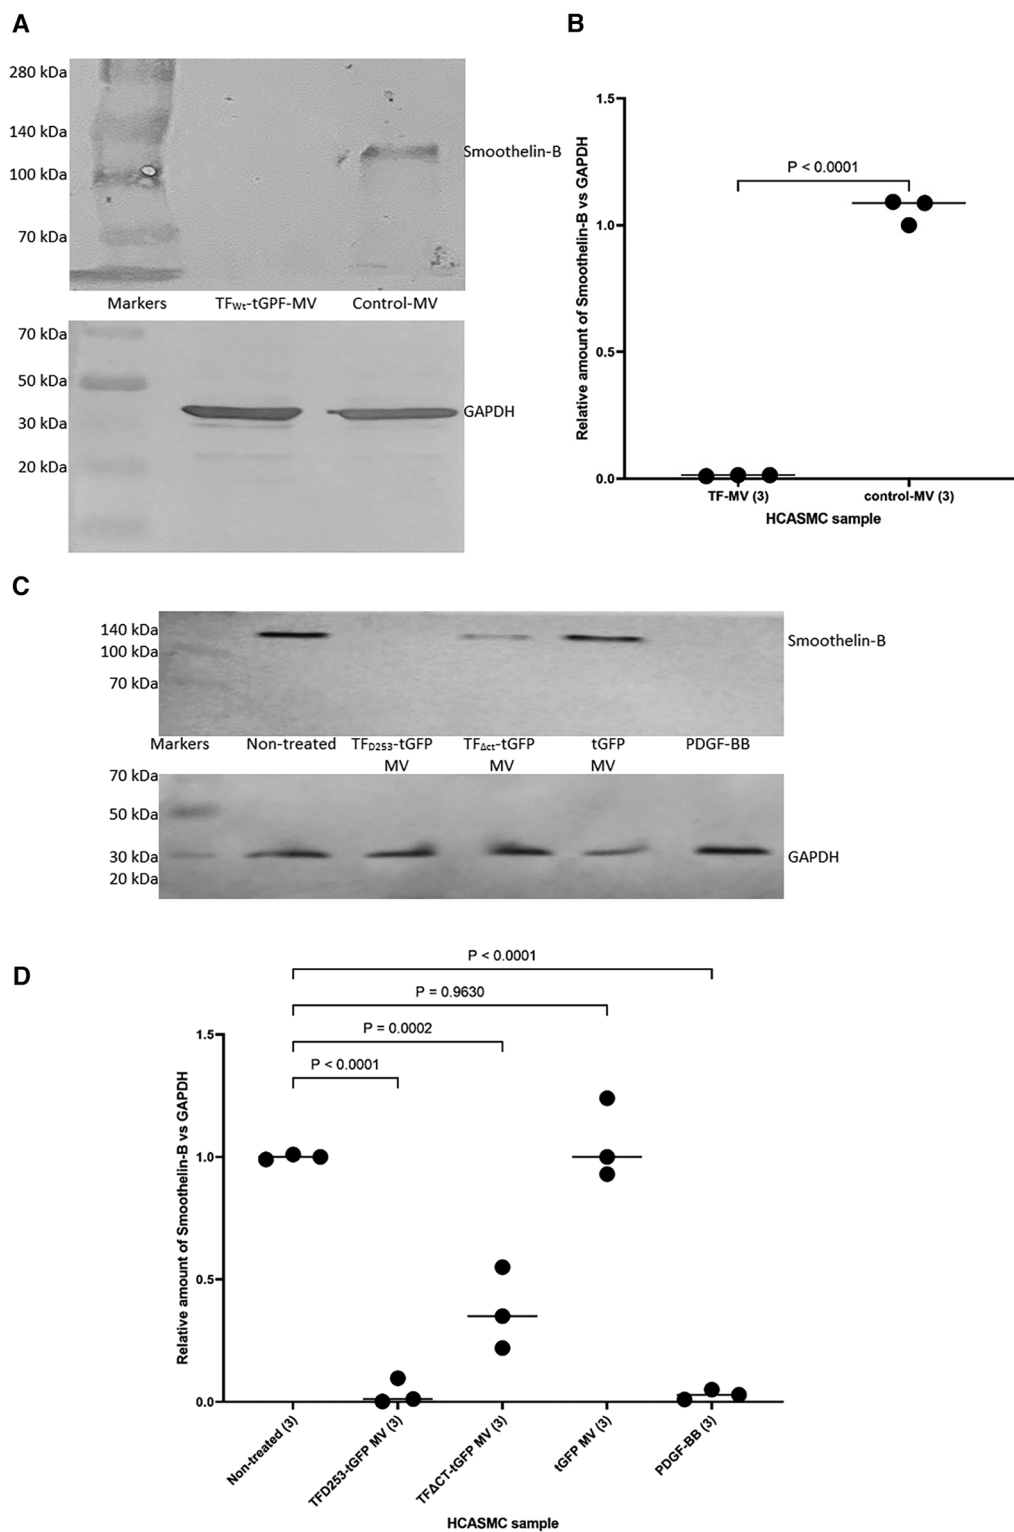 A
280 kDa
140 kDa
100 kDa
70 kDa
Smoothelin-B
Markers TFWt-tGPF-MV Control-MV
70 kDa
50 kDa
30 kDa
20 kDa
GAPDH
B
Relative amount of Smoothelin-B vs GAPDH
1.5
1.0
0.5
0.0
P < 0.0001
TF-MV (3) control-MV (3)
HCASMC sample
C
140 kDa
100 kDa
70 kDa
Smoothelin-B
Markers Non-treated TFD253-tGFP MV TFΔct-tGFP MV tGFP MV PDGF-BB
70 kDa
50 kDa
30 kDa
20 kDa
GAPDH
D
P < 0.0001
P = 0.9630
P = 0.0002
P < 0.0001
Relative amount of Smoothelin-B vs GAPDH
1.5
1.0
0.5
0.0
Non-treated (3)
TFD253-tGFP MV (3)
TFΔCT-tGFP MV (3)
tGFP MV (3)
PDGF-BB (3)
HCASMC sample